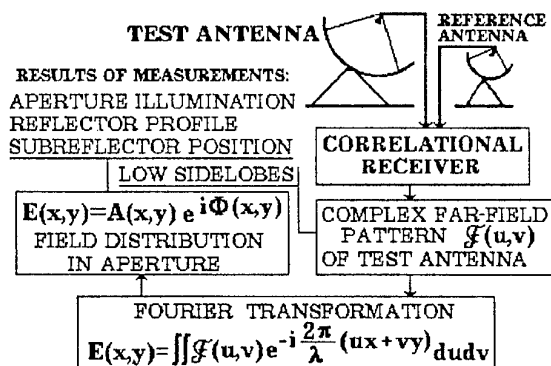 TEST ANTENNA
REFERENCE
ANTENNA
RESULTS OF MEASUREMENTS:
APERTURE ILLUMINATION
REFLECTOR PROFILE
SUBREFLECTOR POSITION
LOW SIDELOBES
CORRELATIONAL
RECEIVER
E(x,y)=A(x,y) e^{iΦ(x,y)}
FIELD DISTRIBUTION
IN APERTURE
COMPLEX FAR-FIELD
PATTERN ℱ(u,v)
OF TEST ANTENNA
FOURIER TRANSFORMATION
E(x,y)=∬ℱ(u,v)e^{-i 2π/λ (ux+vy)}dudv